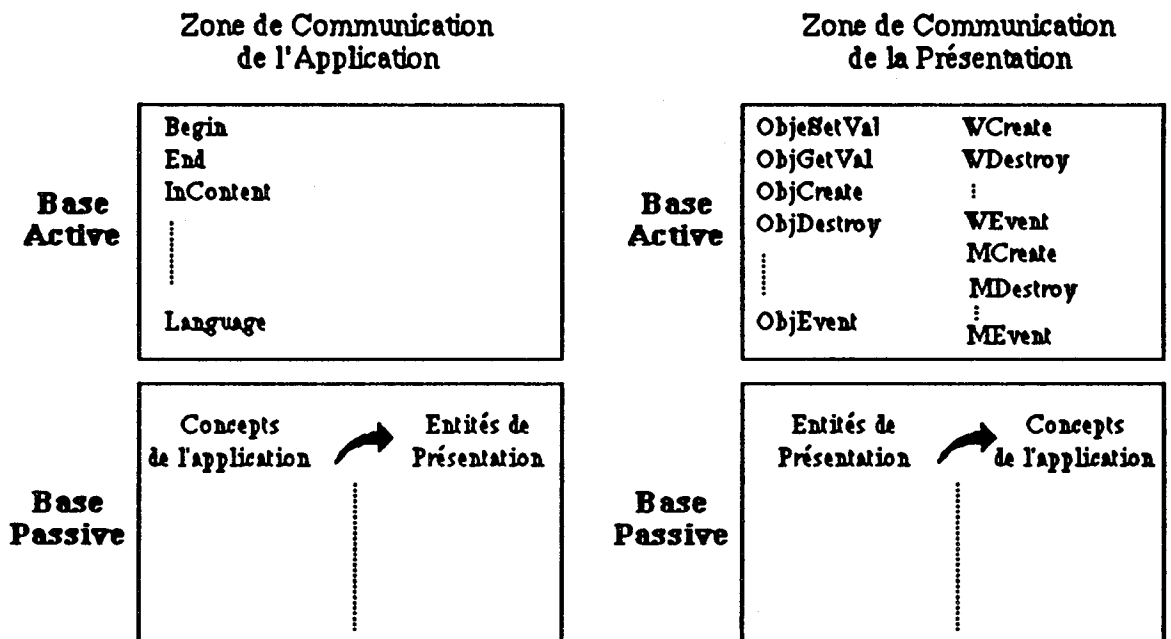 Zone de Communication
de l'Application
Base
Active
Begin
End
InContent
Language
Base
Passive
Concepts
de l'application
Entités de
Présentation
Zone de Communication
de la Présentation
Base
Active
ObjeSetVal
ObjGetVal
ObjCreate
ObjDestroy
ObjEvent
WCreate
WDestroy
WEvent
MCreate
MDestroy
MEvent
Base
Passive
Entités de
Présentation
Concepts
de l'application